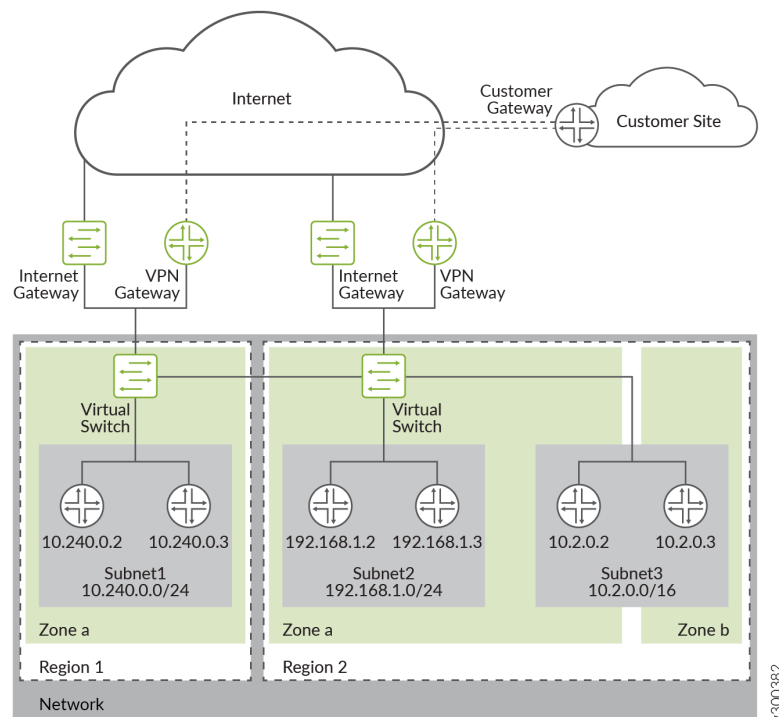 Internet
Customer
Gateway
Customer Site
Internet
Gateway
VPN
Gateway
Internet
Gateway
VPN
Gateway
Virtual
Switch
Virtual
Switch
10.240.0.2
10.240.0.3
192.168.1.2
192.168.1.3
10.2.0.2
10.2.0.3
Subnet1
10.240.0.0/24
Subnet2
192.168.1.0/24
Subnet3
10.2.0.0/16
Zone a
Zone a
Zone b
Region 1
Region 2
Network